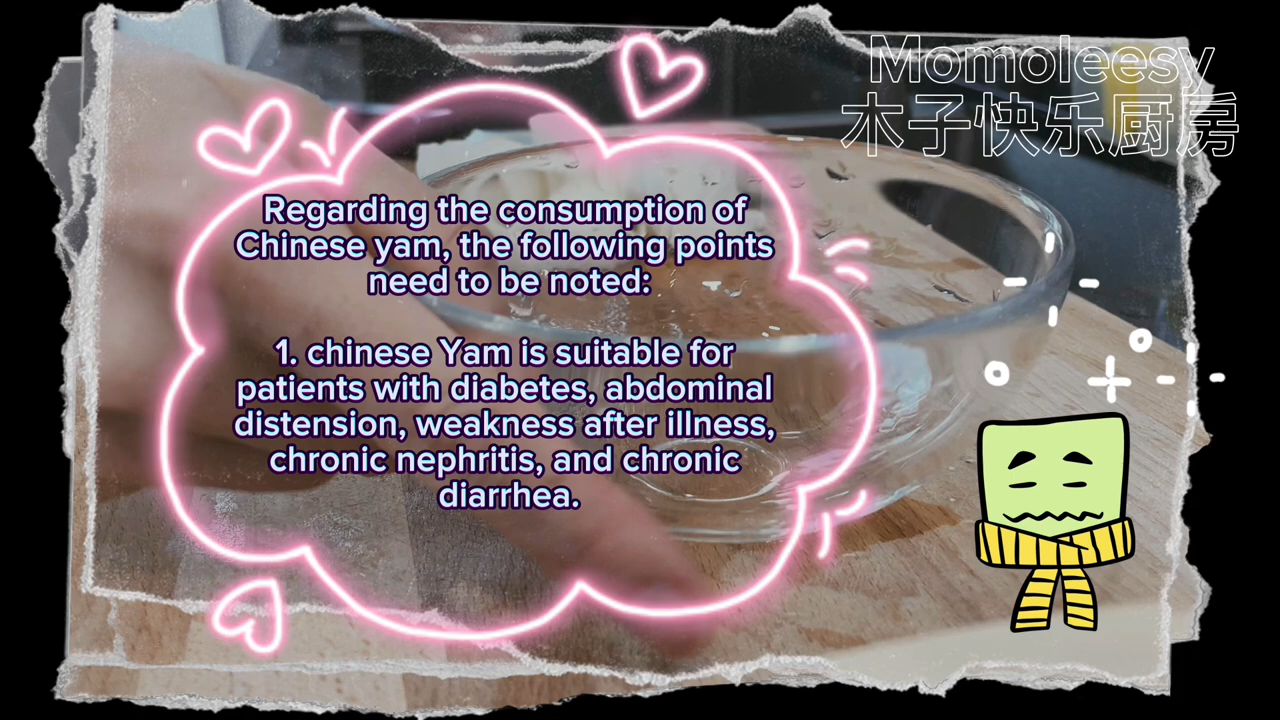 Momoleesy
木子快乐厨房
Regarding the consumption of
Chinese yam, the following points
need to be noted:
1. chinese Yam is suitable for
patients with diabetes, abdominal
distension, weakness after illness,
chronic nephritis, and chronic
diarrhea.